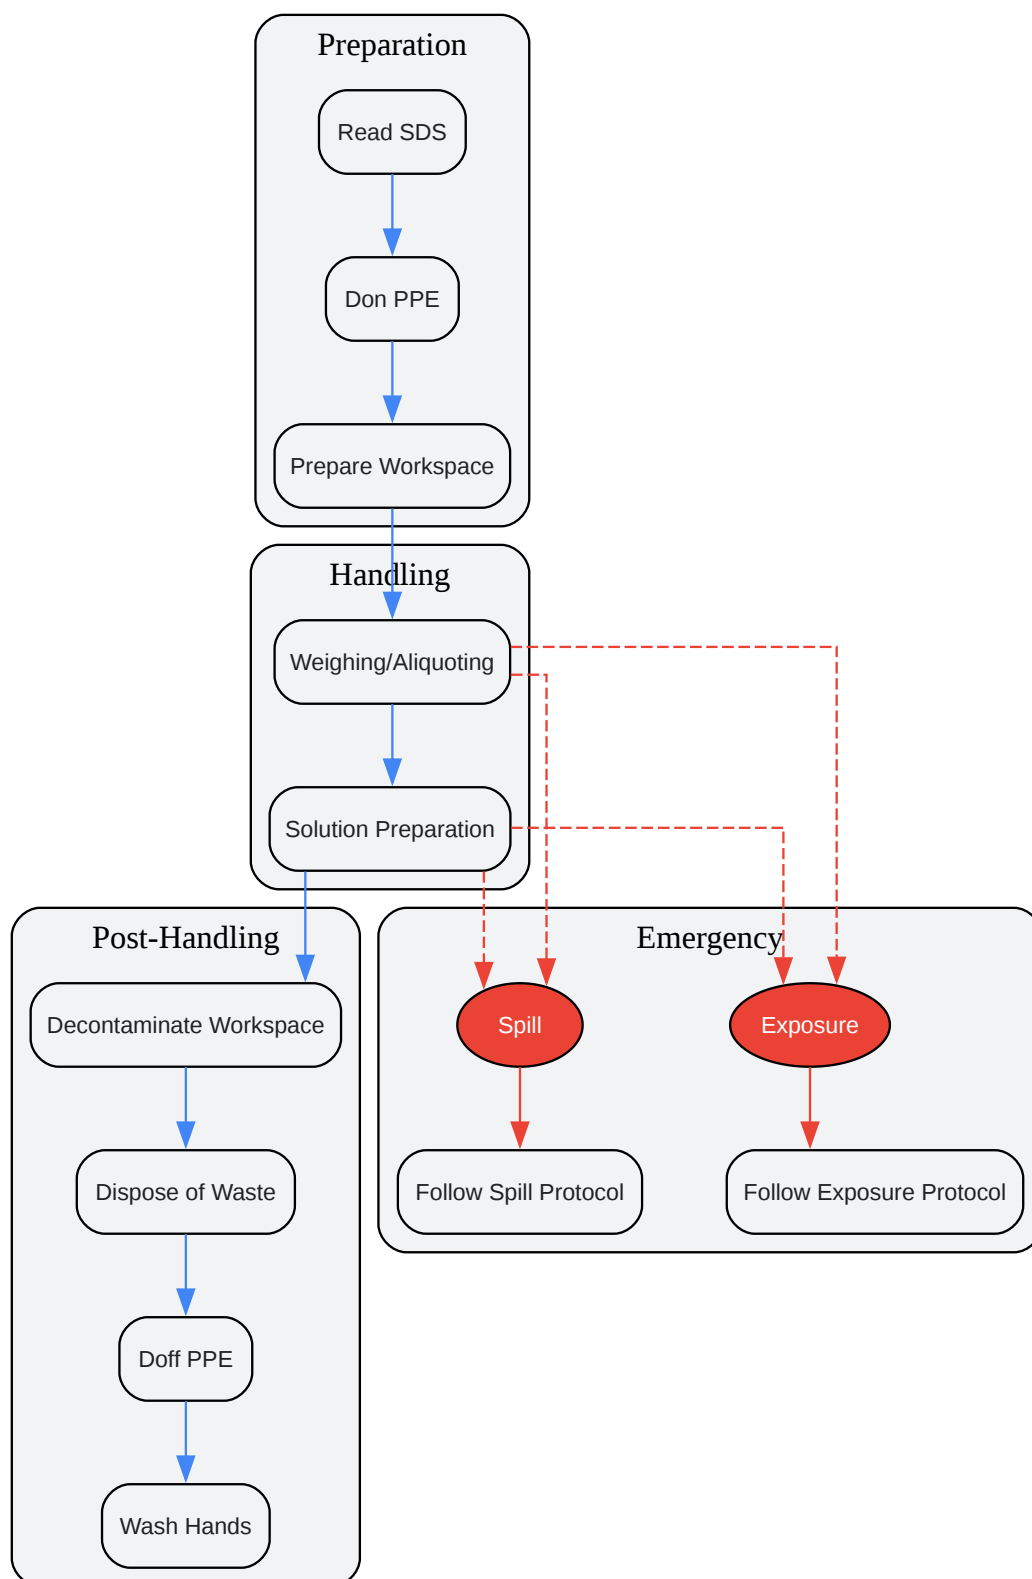 Preparation
Read SDS
Don PPE
Prepare Workspace
Handling
Weighing/Aliquoting
Solution Preparation
Post-Handling
Decontaminate Workspace
Dispose of Waste
Doff PPE
Wash Hands
Emergency
Spill
Exposure
Follow Spill Protocol
Follow Exposure Protocol